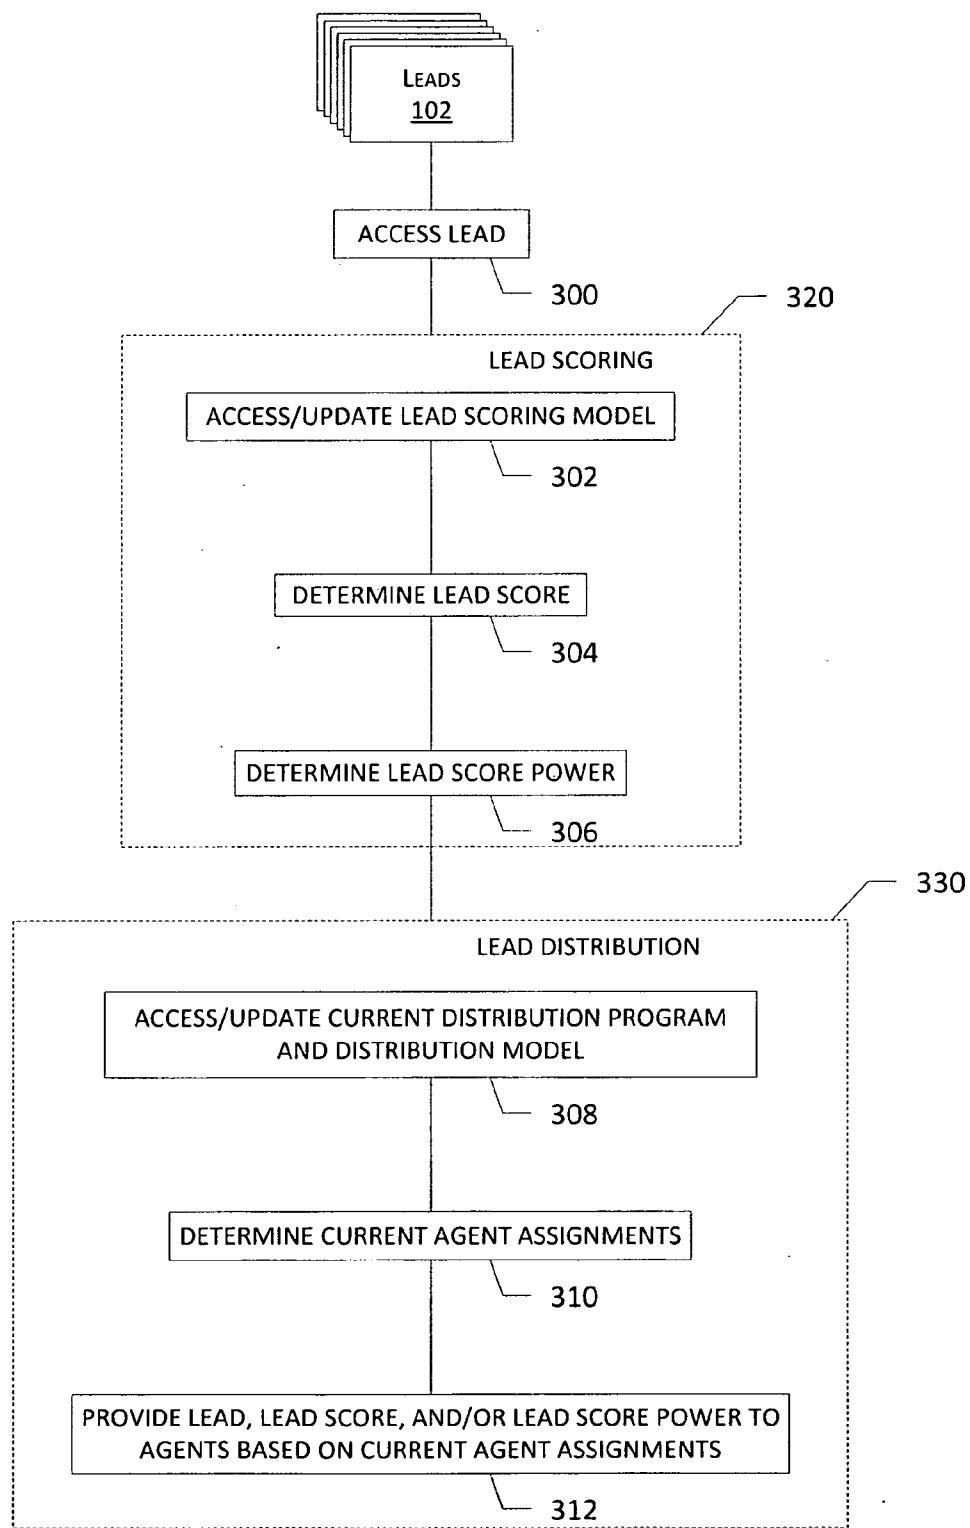 LEADS
102
ACCESS LEAD
300
320
LEAD SCORING
ACCESS/UPDATE LEAD SCORING MODEL
302
DETERMINE LEAD SCORE
304
DETERMINE LEAD SCORE POWER
306
330
LEAD DISTRIBUTION
ACCESS/UPDATE CURRENT DISTRIBUTION PROGRAM
AND DISTRIBUTION MODEL
308
DETERMINE CURRENT AGENT ASSIGNMENTS
310
PROVIDE LEAD, LEAD SCORE, AND/OR LEAD SCORE POWER TO
AGENTS BASED ON CURRENT AGENT ASSIGNMENTS
312